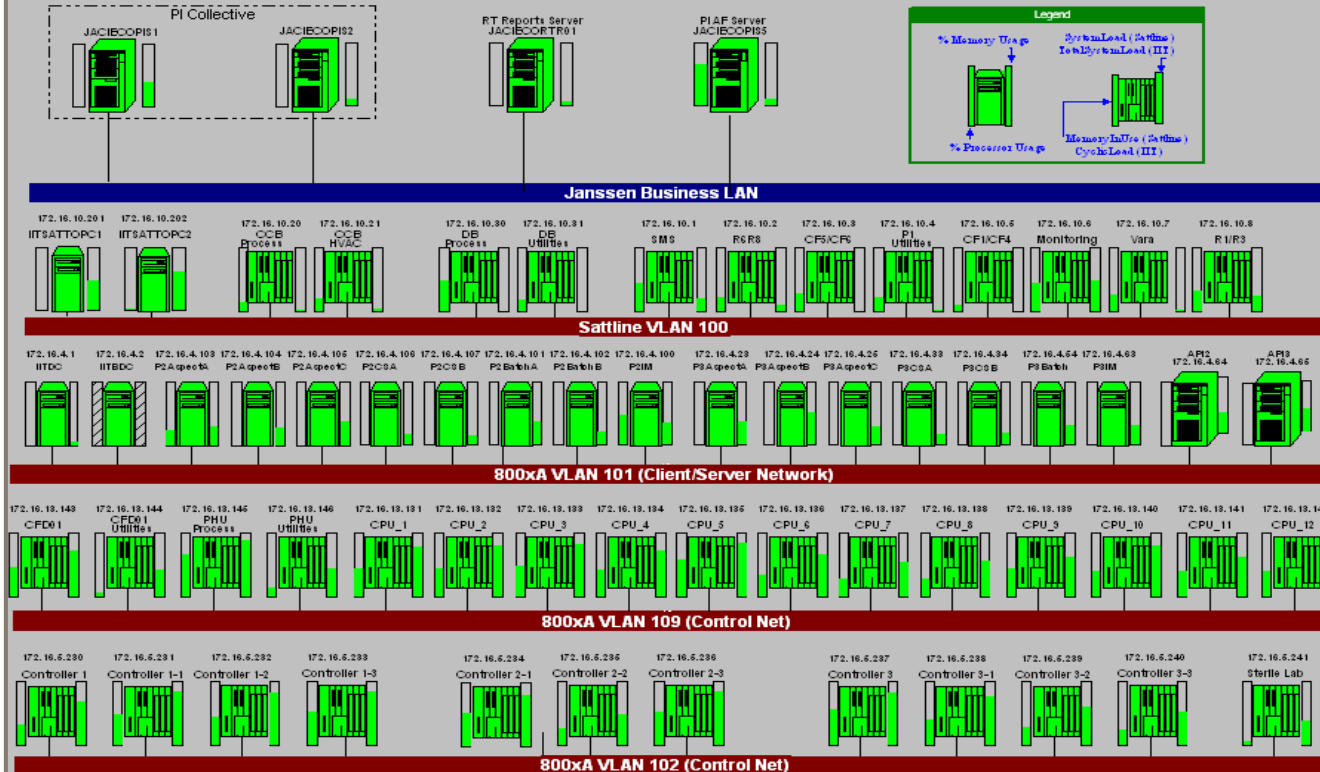 PI Collective
JACIECOPIS1
JACIECOPIS2
RT Reports Server
JACIECORTR01
PI AF Server
JACIECOPIS5
Legend
% Memory Usage
SystemLoad (Sattline)
TotalSystemLoad (IIT)
% Processor Usage
MemoryInUse (Sattline)
CyclicLoad (IIT)
Janssen Business LAN
172.16.10.201 172.16.10.202 172.16.10.20 172.16.10.21 172.16.10.30 172.16.10.31 172.16.10.1 172.16.10.2 172.16.10.3 172.16.10.4 172.16.10.5 172.16.10.6 172.16.10.7 172.16.10.8
IITSATTOPC1 IITSATTOPC2 CCB Process CCB HVAC DB Process DB Utilities SMS R6R8 CF5/CF6 P1 Utilities CF1/CF4 Monitoring Vara R1/R3
Sattline VLAN 100
172.16.4.1 172.16.4.2 172.16.4.103 172.16.4.104 172.16.4.105 172.16.4.106 172.16.4.107 172.16.4.101 172.16.4.102 172.16.4.100 172.16.4.23 172.16.4.24 172.16.4.25 172.16.4.33 172.16.4.34 172.16.4.54 172.16.4.63 API2 172.16.4.64 API3 172.16.4.65
IITDC IITBDC P2AspectA P2AspectB P2AspectC P2CSA P2CSB P2BatchA P2BatchB P2IM P3AspectA P3AspectB P3AspectC P3CSA P3CSB P3Batch P3IM
800xA VLAN 101 (Client/Server Network)
172.16.13.143 172.16.13.144 172.16.13.145 172.16.13.146 172.16.13.131 172.16.13.132 172.16.13.133 172.16.13.134 172.16.13.135 172.16.13.136 172.16.13.137 172.16.13.138 172.16.13.139 172.16.13.140 172.16.13.141 172.16.13.14
CFD01 CFD01 Utilities PHU Process PHU Utilities CPU_1 CPU_2 CPU_3 CPU_4 CPU_5 CPU_6 CPU_7 CPU_8 CPU_9 CPU_10 CPU_11 CPU_12
800xA VLAN 109 (Control Net)
172.16.5.230 172.16.5.231 172.16.5.232 172.16.5.233 172.16.5.234 172.16.5.235 172.16.5.236 172.16.5.237 172.16.5.238 172.16.5.239 172.16.5.240 172.16.5.241
Controller 1 Controller 1-1 Controller 1-2 Controller 1-3 Controller 2-1 Controller 2-2 Controller 2-3 Controller 3 Controller 3-1 Controller 3-2 Controller 3-3 Sterile Lab
800xA VLAN 102 (Control Net)